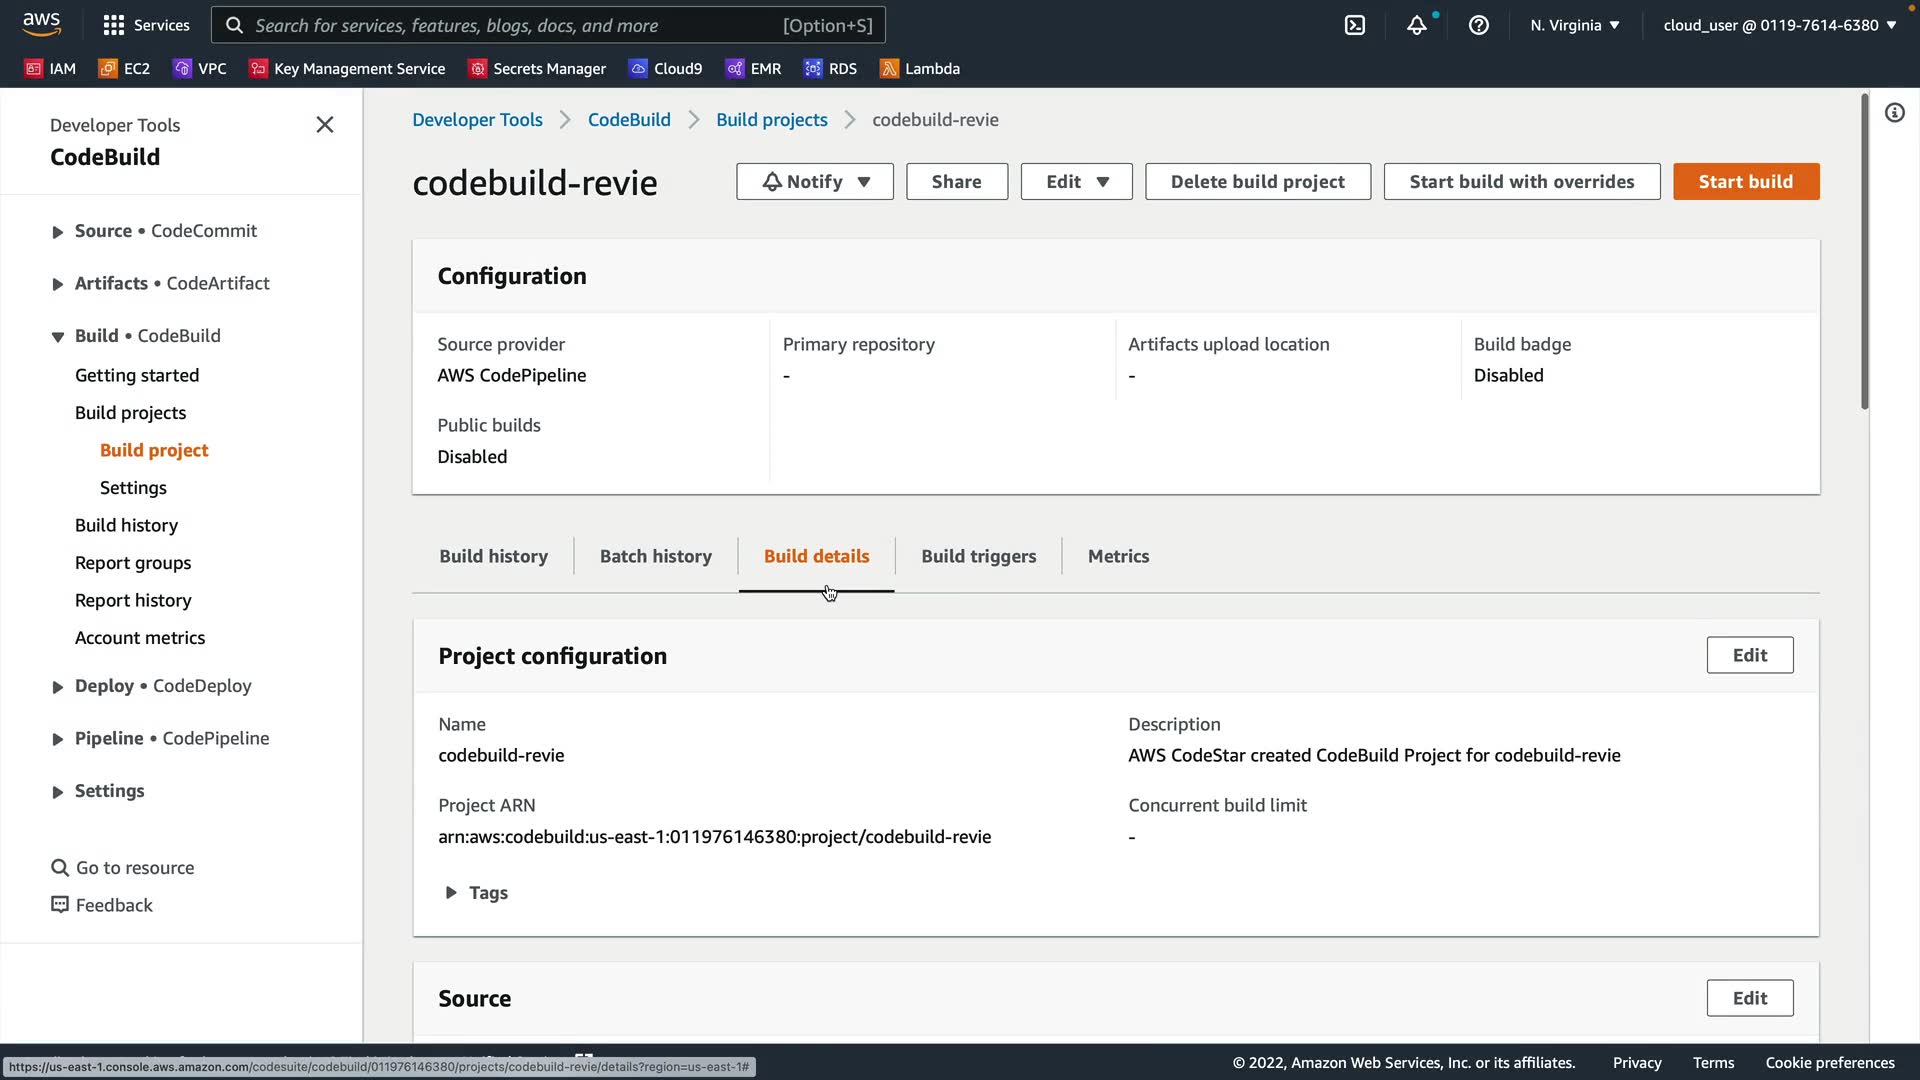 aws
Services
Search for services, features, blogs, docs, and more
[Option+S]
N. Virginia
cloud_user @ 0119-7614-6380
IAM
EC2
VPC
Key Management Service
Secrets Manager
Cloud9
EMR
RDS
Lambda
Developer Tools
CodeBuild
Source • CodeCommit
Artifacts • CodeArtifact
Build • CodeBuild
Getting started
Build projects
Build project
Settings
Build history
Report groups
Report history
Account metrics
Deploy • CodeDeploy
Pipeline • CodePipeline
Settings
Go to resource
Feedback
Developer Tools
CodeBuild
Build projects
codebuild-revie
codebuild-revie
Notify
Share
Edit
Delete build project
Start build with overrides
Start build
Configuration
Source provider
AWS CodePipeline
Primary repository
-
Artifacts upload location
-
Build badge
Disabled
Public builds
Disabled
Build history
Batch history
Build details
Build triggers
Metrics
Project configuration
Edit
Name
codebuild-revie
Description
AWS CodeStar created CodeBuild Project for codebuild-revie
Project ARN
arn:aws:codebuild:us-east-1:011976146380:project/codebuild-revie
Concurrent build limit
-
Tags
Source
Edit
https://us-east-1.console.aws.amazon.com/codesuite/codebuild/011976146380/projects/codebuild-revie/details?region=us-east-1#
© 2022, Amazon Web Services, Inc. or its affiliates.
Privacy
Terms
Cookie preferences